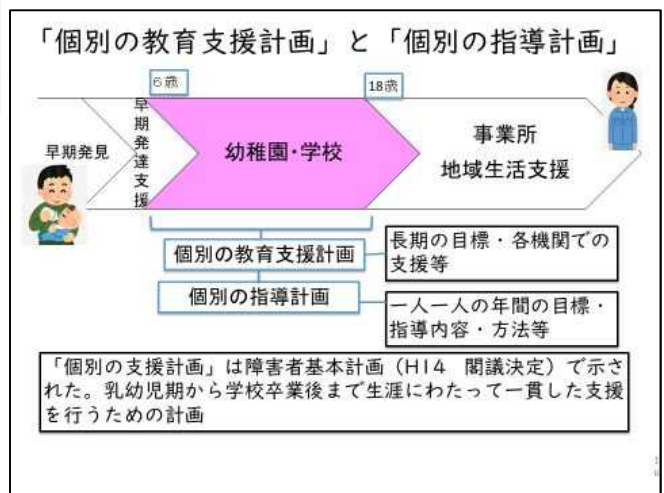 「個別の教育支援計画」と「個別の指導計画」
6歳
18歳
早期発見
早期発達支援
幼稚園・学校
事業所
地域生活支援
個別の教育支援計画
長期の目標・各機関での
支援等
個別の指導計画
一人一人の年間の目標・
指導内容・方法等
「個別の支援計画」は障害者基本計画（H14　閣議決定）で示さ
れた。乳幼児期から学校卒業後まで生涯にわたって一貫した支援
を行うための計画